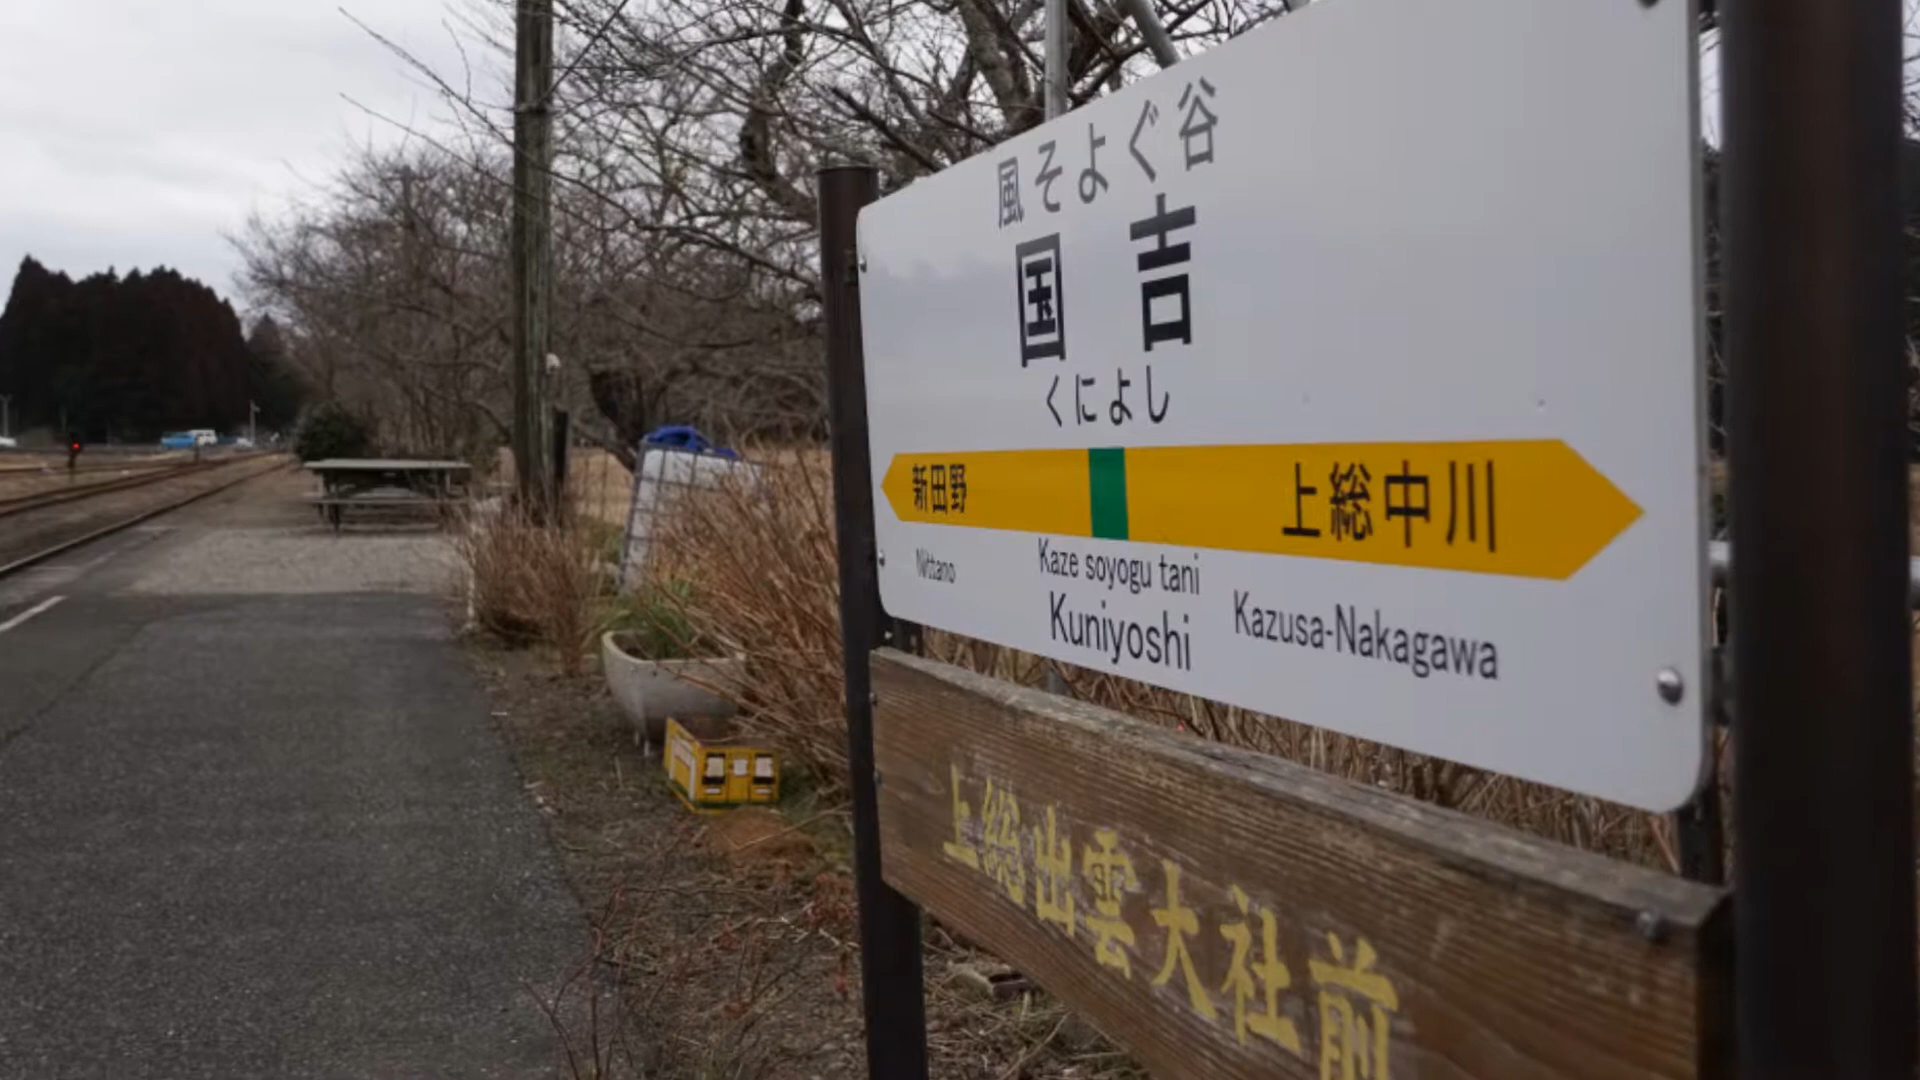 風そよぐ谷
国吉
くによし
新田野 上総中川
Nittano Kaze soyogu tani Kazusa-Nakagawa
Kuniyoshi
上総出雲大社前